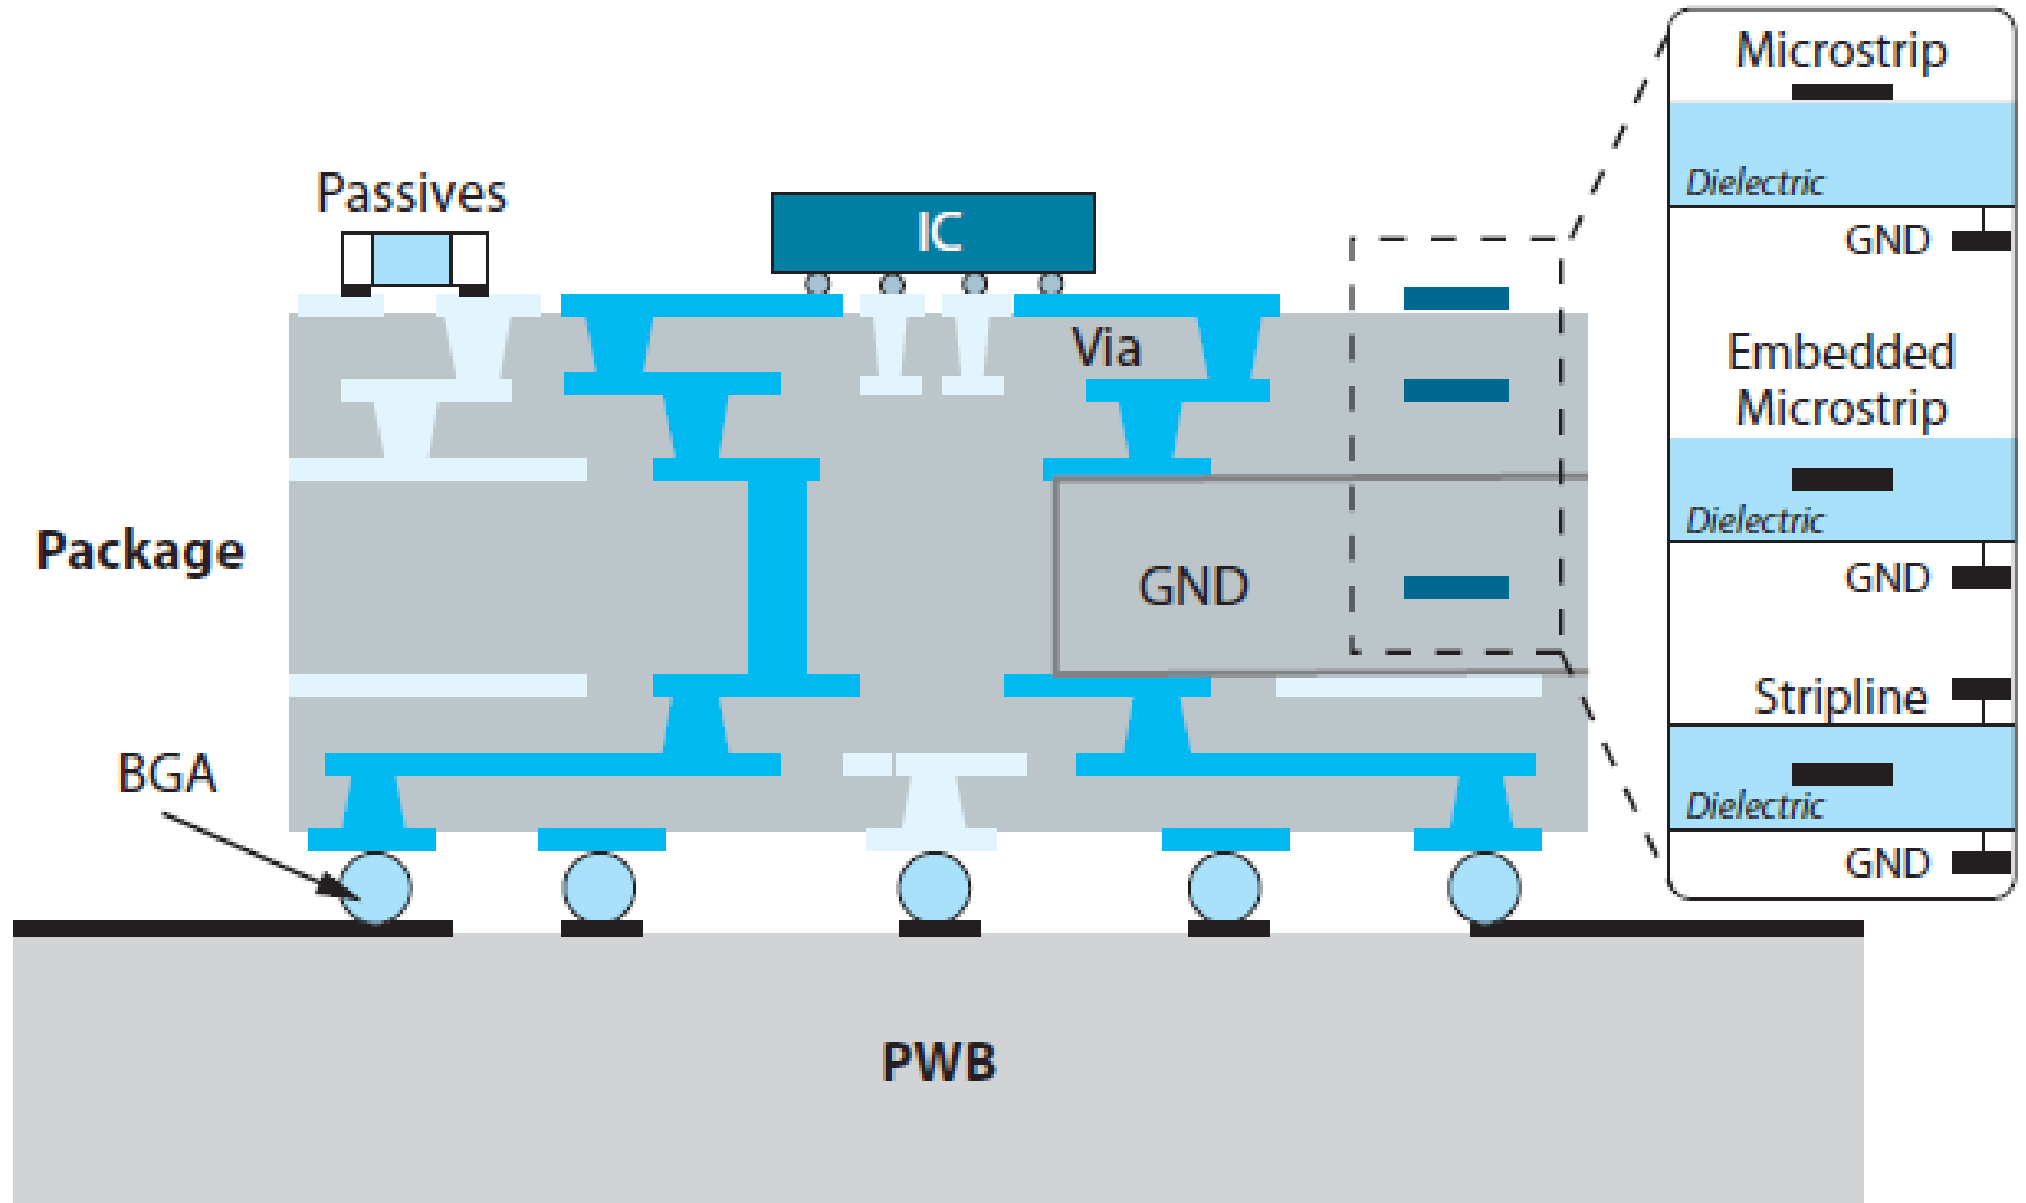 Passives
IC
Via
Package
GND
BGA
PWB
Microstrip
Dielectric
GND
Embedded
Microstrip
Dielectric
GND
Stripline
Dielectric
GND